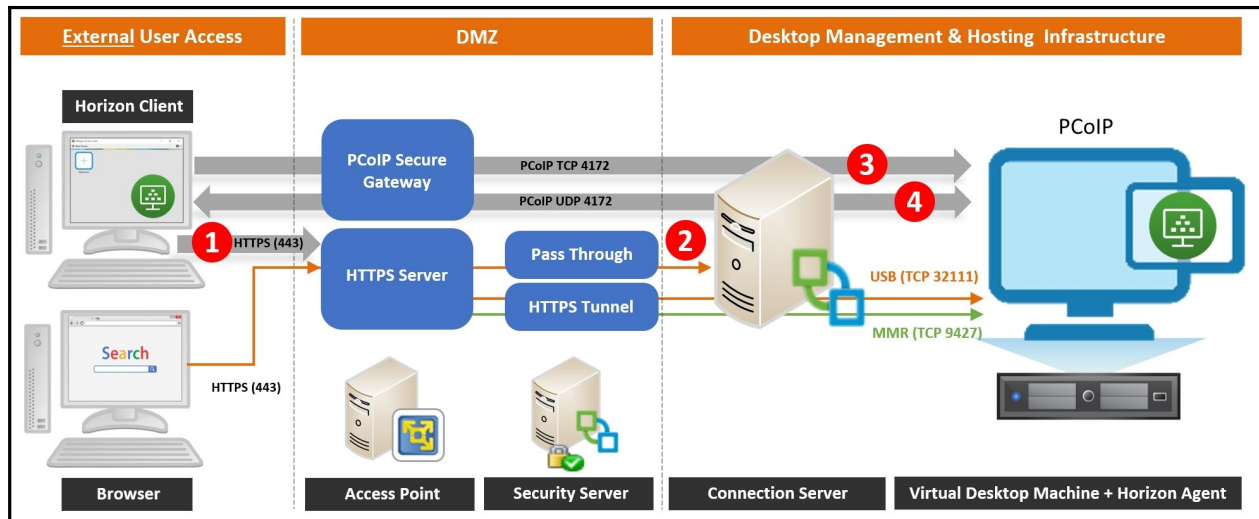 External User Access
DMZ
Desktop Management & Hosting Infrastructure
Horizon Client
PCoIP
PCoIP Secure
Gateway
PCoIP TCP 4172
3
PCoIP UDP 4172
4
1
HTTPS (443)
2
HTTPS Server
Pass Through
HTTPS Tunnel
USB (TCP 32111)
MMR (TCP 9427)
Search
HTTPS (443)
Browser
Access Point
Security Server
Connection Server
Virtual Desktop Machine + Horizon Agent